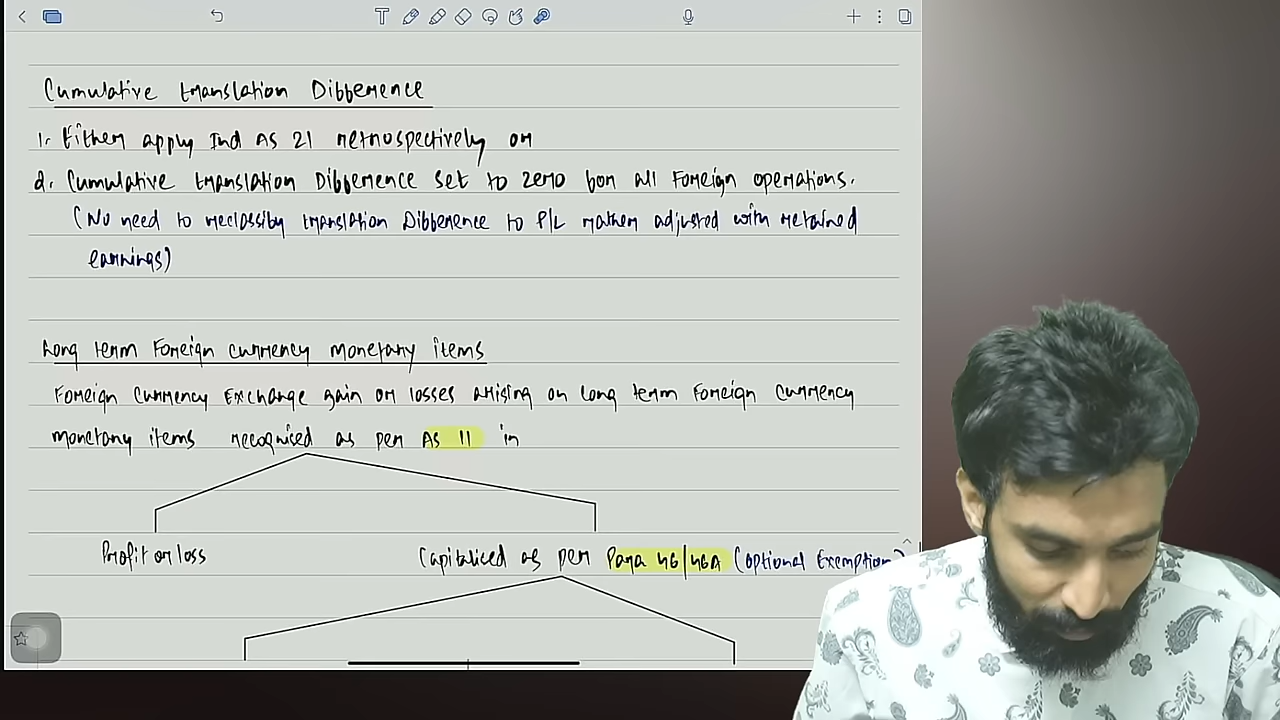 Cumulative translation Difference
1. Either apply Ind AS 21 retrospectively or
2. Cumulative translation Difference Set to zero for all Foreign operations.
(No need to reclassify translation Difference to P/L rather adjusted with retained
earnings)
Long term Foreign currency monetary items
Foreign Currency Exchange gain or losses arising on Long term Foreign Currency
monetary items recognised as per AS 11 in
Profit or loss
Capitalised as per Para 46/46A (optional Exemption)